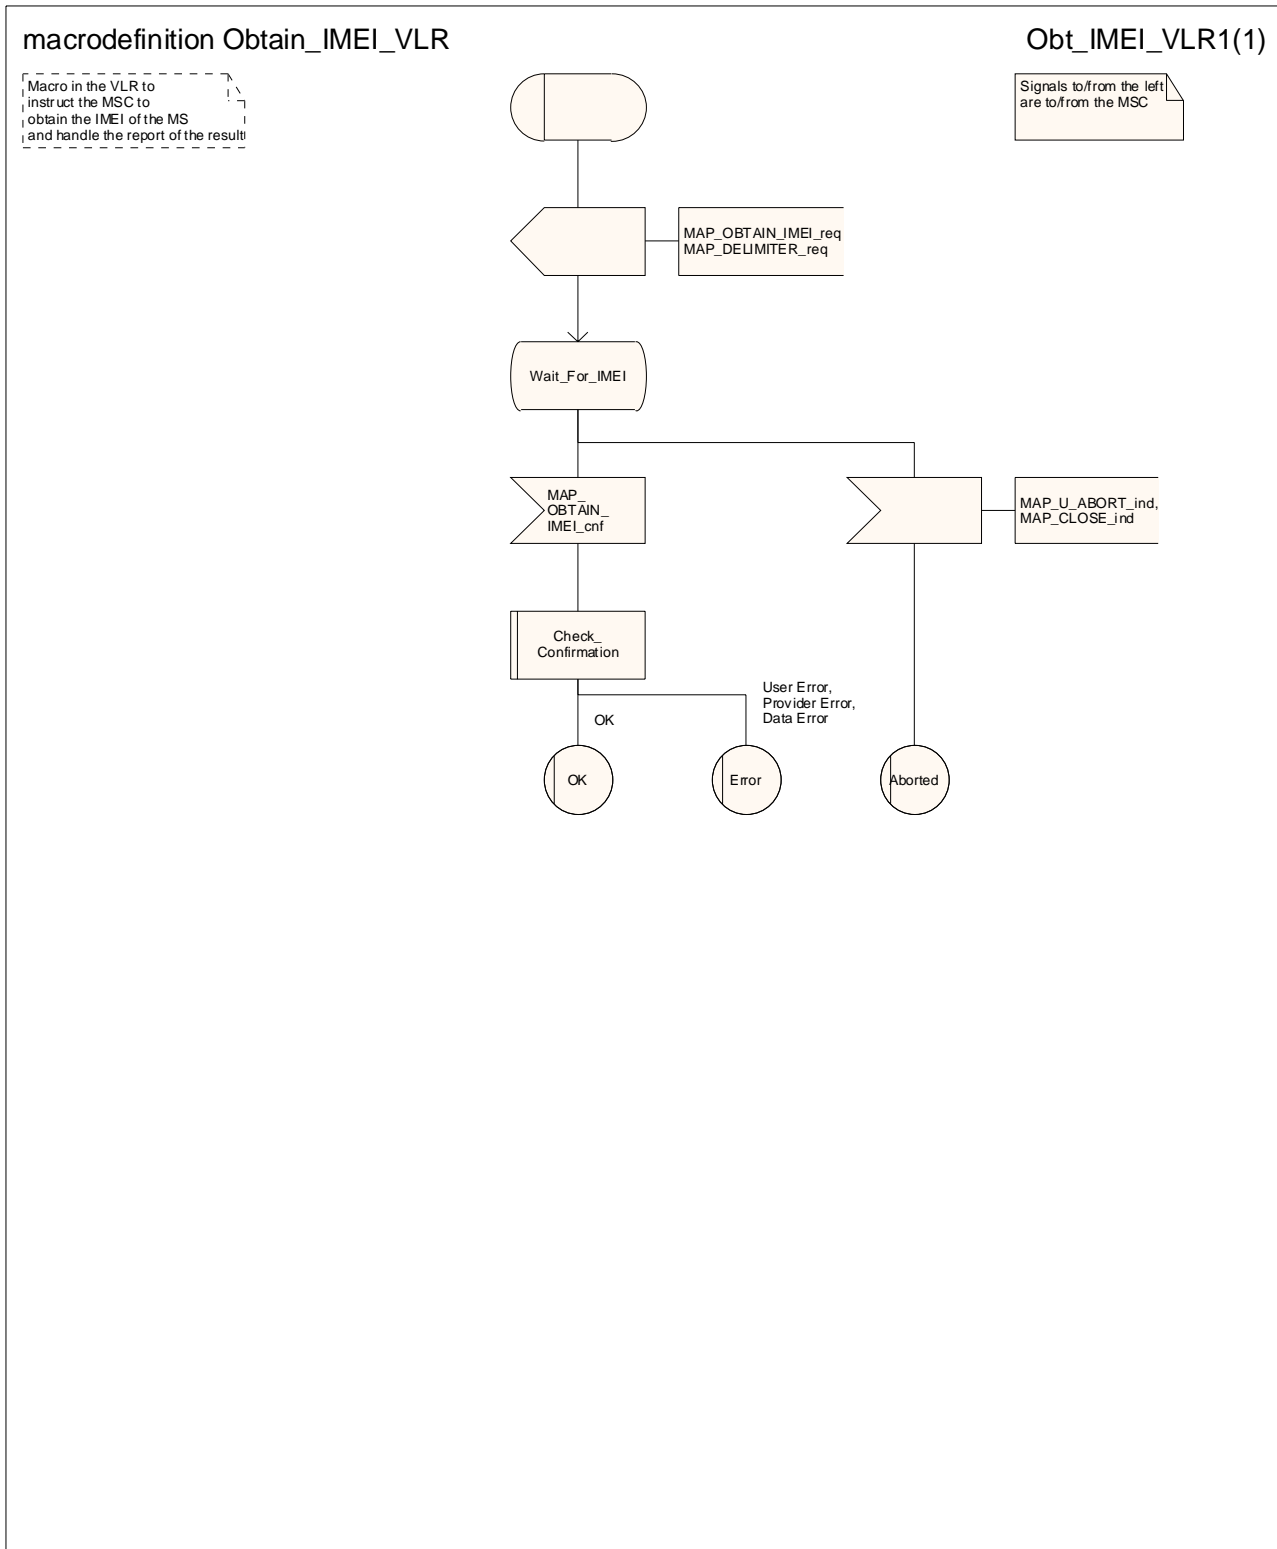 macrodefinition Obtain_IMEI_VLR
Obt_IMEI_VLR1(1)
Macro in the VLR to
instruct the MSC to
obtain the IMEI of the MS
and handle the report of the result
Signals to/from the left
are to/from the MSC
MAP_OBTAIN_IMEI_req
MAP_DELIMITER_req
Wait_For_IMEI
MAP_
OBTAIN_
IMEI_cnf
MAP_U_ABORT_ind,
MAP_CLOSE_ind
Check_
Confirmation
User Error,
Provider Error,
Data Error
OK
OK
Error
Aborted